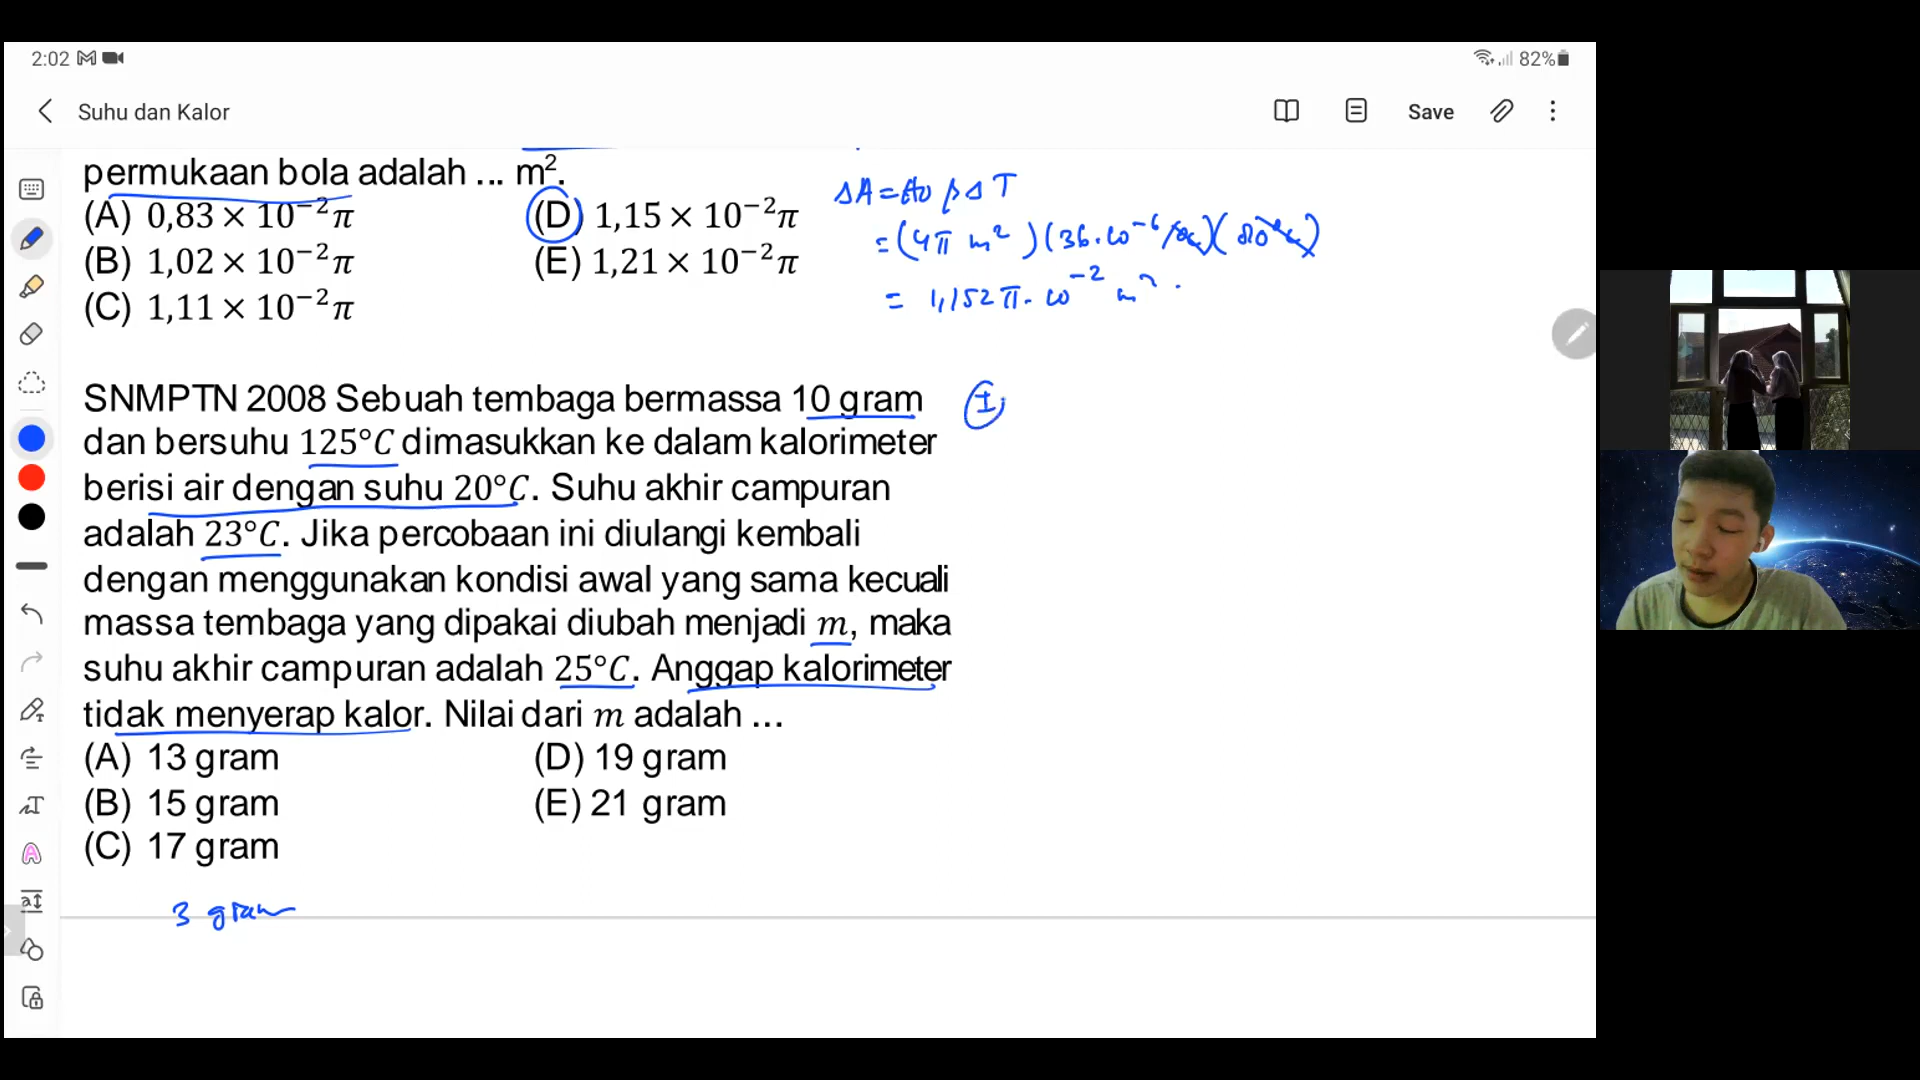 2:02
82%
Suhu dan Kalor
Save
permukaan bola adalah ... m².
(A) 0,83 × 10⁻²π
(D) 1,15 × 10⁻²π
(B) 1,02 × 10⁻²π
(E) 1,21 × 10⁻²π
(C) 1,11 × 10⁻²π
ΔA = A₀ β Δ T
= (4π m²) (36·10⁻⁶
= 1,152 π · 10⁻² m² .
SNMPTN 2008 Sebuah tembaga bermassa 10 gram
dan bersuhu 125°C dimasukkan ke dalam kalorimeter
berisi air dengan suhu 20°C. Suhu akhir campuran
adalah 23°C. Jika percobaan ini diulangi kembali
dengan menggunakan kondisi awal yang sama kecuali
massa tembaga yang dipakai diubah menjadi m, maka
suhu akhir campuran adalah 25°C. Anggap kalorimeter
tidak menyerap kalor. Nilai dari m adalah ...
(A) 13 gram
(D) 19 gram
(B) 15 gram
(E) 21 gram
(C) 17 gram
I
3 gram